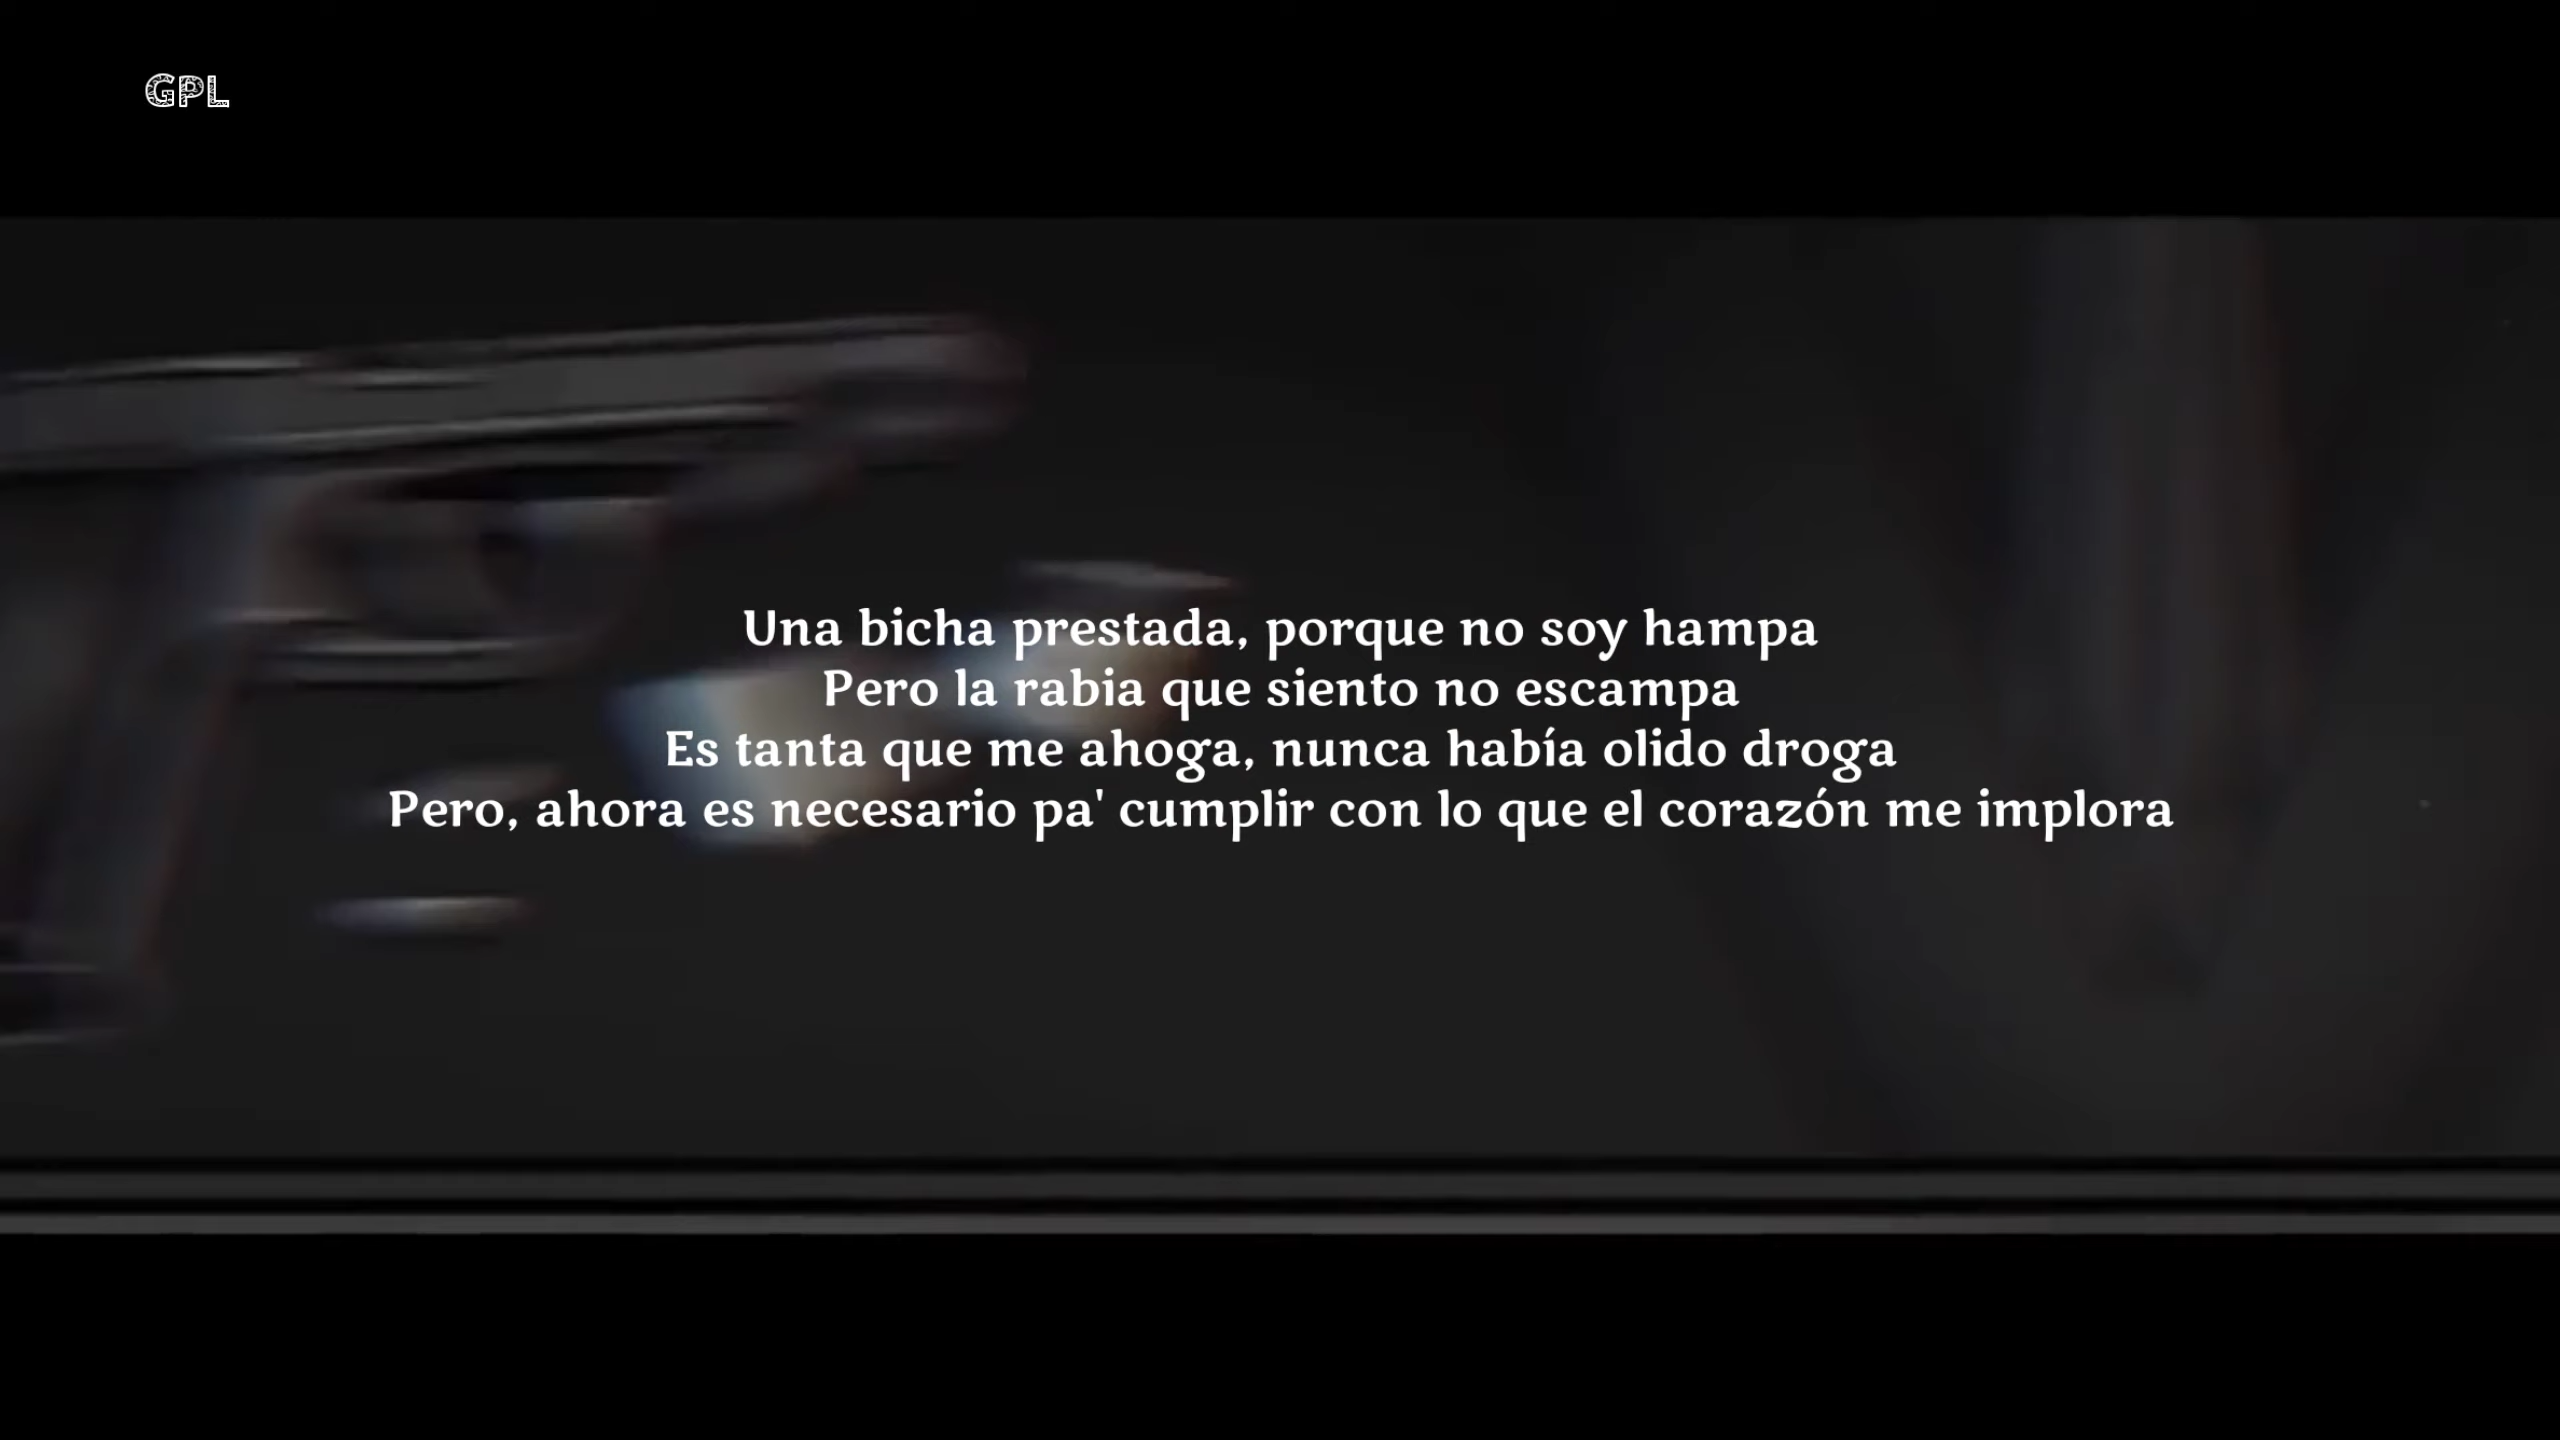 GPL
Una bicha prestada, porque no soy hampa
Pero la rabia que siento no escampa
Es tanta que me ahoga, nunca había olido droga
Pero, ahora es necesario pa' cumplir con lo que el corazón me implora